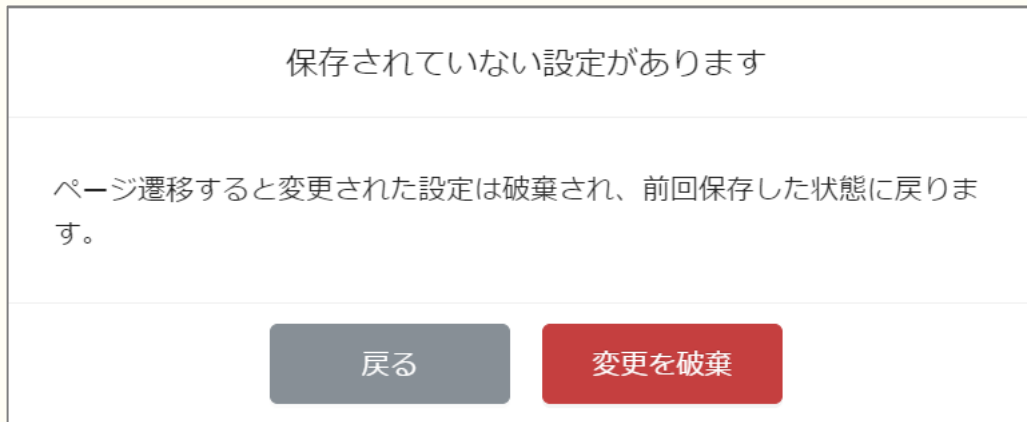 保存されていない設定があります
ページ遷移すると変更された設定は破棄され、前回保存した状態に戻りま
す。
戻る
変更を破棄